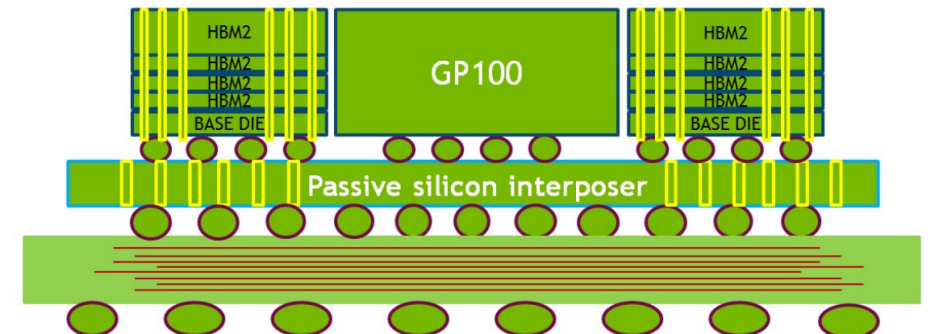 HBM2
HBM2
HBM2
HBM2
BASE DIE
GP100
HBM2
HBM2
HBM2
HBM2
BASE DIE
Passive silicon interposer